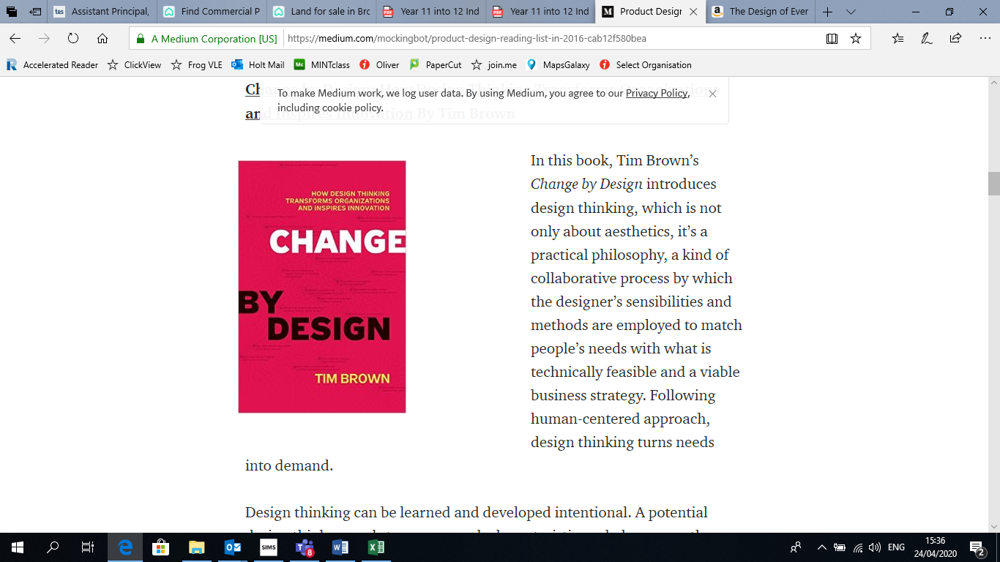 Assistant Principal,
Find Commercial P
Land for sale in Bro
Year 11 into 12 Ind
Year 11 into 12 Ind
Product Design
The Design of Ever
A Medium Corporation [US]
https://medium.com/mockingbot/product-design-reading-list-in-2016-cab12f580bea
Accelerated Reader
ClickView
Frog VLE
Holt Mail
MINTclass
Oliver
PaperCut
join.me
MapsGalaxy
Select Organisation
To make Medium work, we log user data. By using Medium, you agree to our Privacy Policy,
including cookie policy.
and Inspires Innovation By Tim Brown
HOW DESIGN THINKING
TRANSFORMS ORGANIZATIONS
AND INSPIRES INNOVATION
CHANGE
BY
DESIGN
TIM BROWN
In this book, Tim Brown’s
Change by Design introduces
design thinking, which is not
only about aesthetics, it’s a
practical philosophy, a kind of
collaborative process by which
the designer’s sensibilities and
methods are employed to match
people’s needs with what is
technically feasible and a viable
business strategy. Following
human-centered approach,
design thinking turns needs
into demand.
Design thinking can be learned and developed intentional. A potential
SIMS
8
ENG
15:36
24/04/2020
2